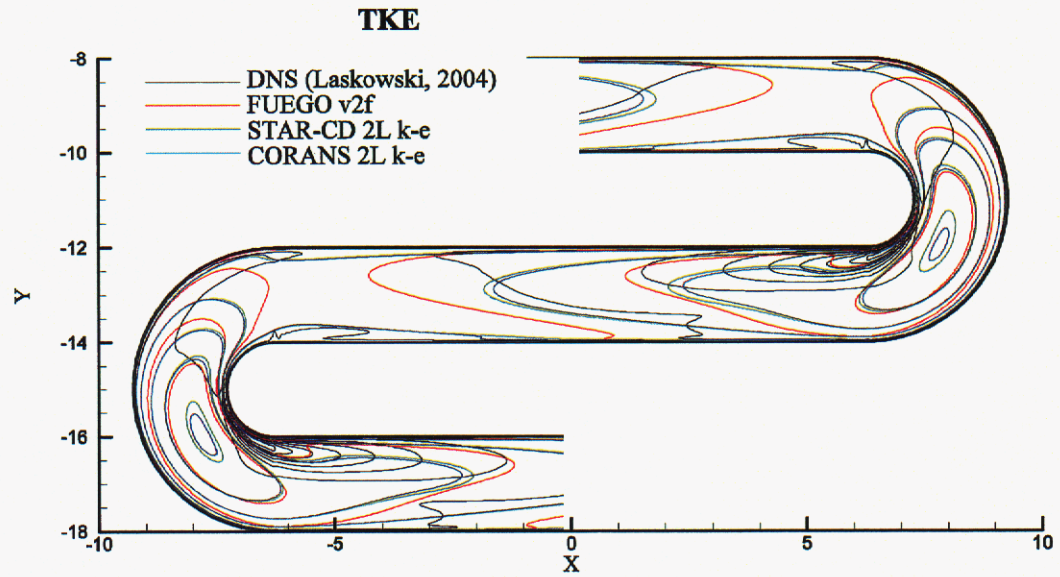 TKE
DNS (Laskowski, 2004)
FUEGO v2f
STAR-CD 2L k-e
CORANS 2L k-e
-8
-10
-12
-14
-16
-18
Y
-10
-5
0
5
10
X